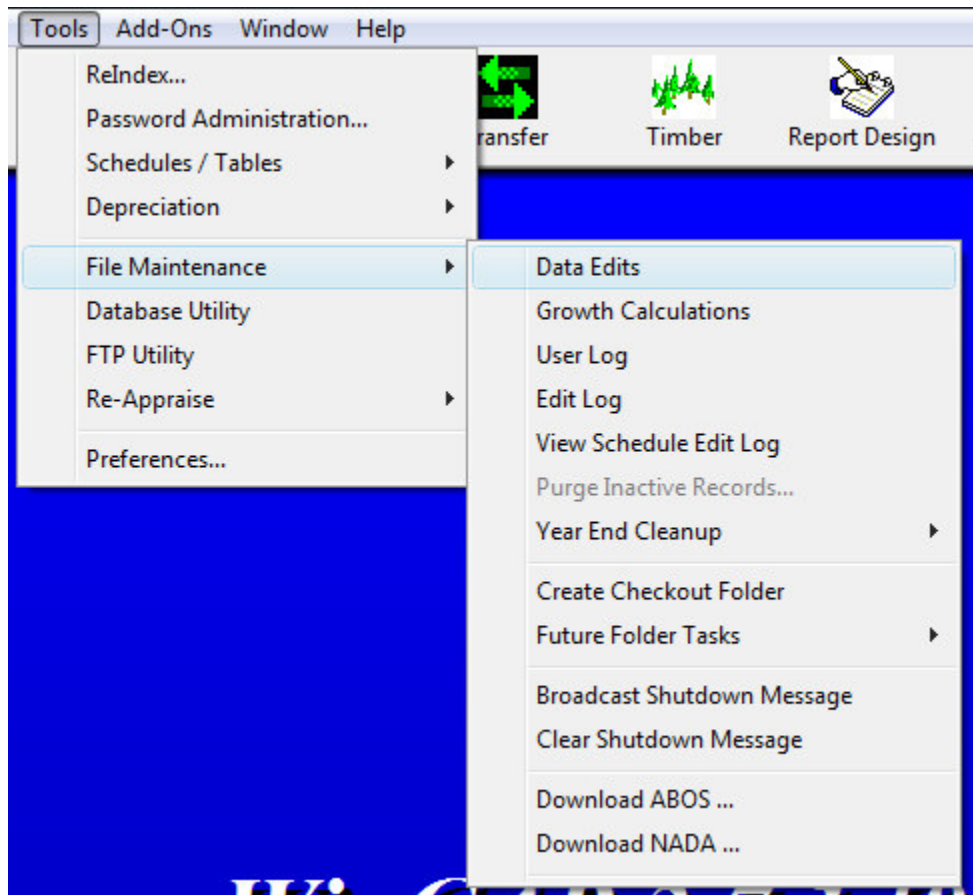 Tools Add-Ons Window Help
ReIndex...
Password Administration...
Schedules / Tables
Depreciation
File Maintenance
Database Utility
FTP Utility
Re-Appraise
Preferences...
ransfer Timber Report Design
Data Edits
Growth Calculations
User Log
Edit Log
View Schedule Edit Log
Purge Inactive Records...
Year End Cleanup
Create Checkout Folder
Future Folder Tasks
Broadcast Shutdown Message
Clear Shutdown Message
Download ABOS ...
Download NADA ...